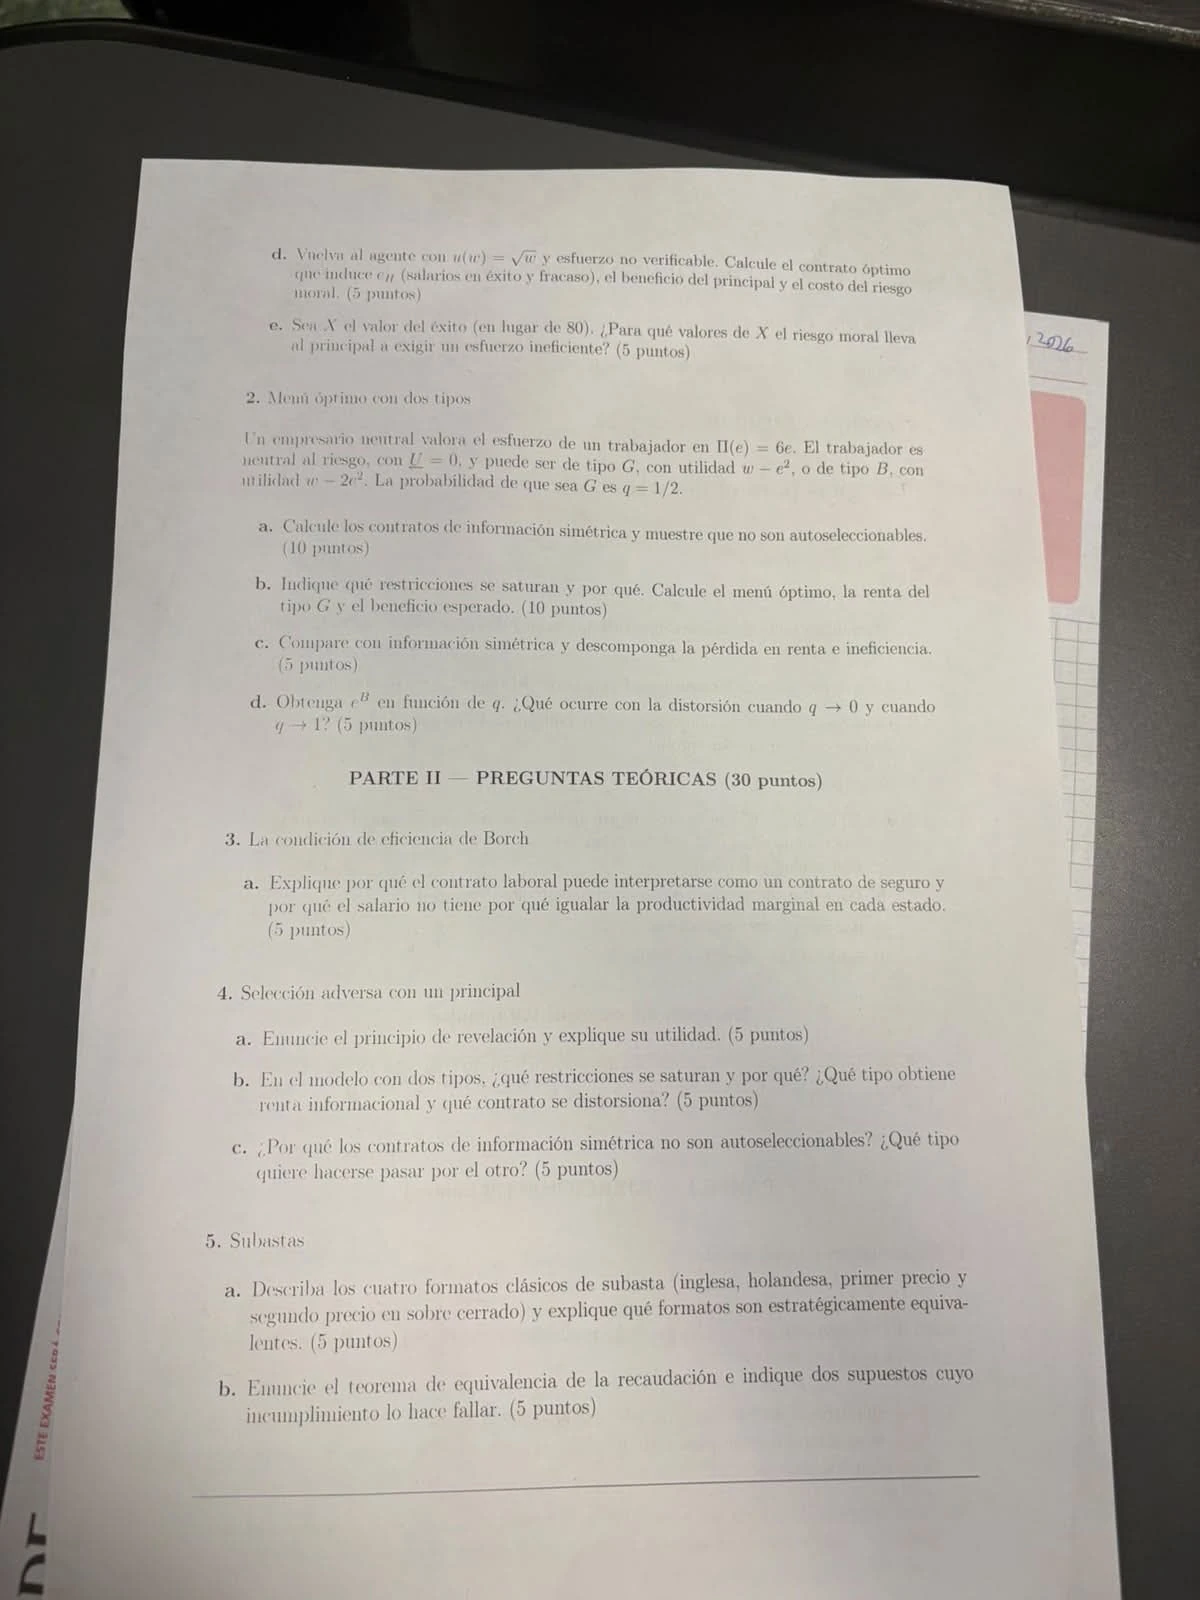 d. Vuelva al agente con u(w) = √w y esfuerzo no verificable. Calcule el contrato óptimo
que induce e_H (salarios en éxito y fracaso), el beneficio del principal y el costo del riesgo
moral. (5 puntos)
e. Sea X el valor del éxito (en lugar de 80). ¿Para qué valores de X el riesgo moral lleva
al principal a exigir un esfuerzo ineficiente? (5 puntos)
, 2026
2. Menú óptimo con dos tipos
Un empresario neutral valora el esfuerzo de un trabajador en Π(e) = 6e. El trabajador es
neutral al riesgo, con U = 0, y puede ser de tipo G, con utilidad w − e², o de tipo B, con
utilidad w − 2e². La probabilidad de que sea G es q = 1/2.
a. Calcule los contratos de información simétrica y muestre que no son autoseleccionables.
(10 puntos)
b. Indique qué restricciones se saturan y por qué. Calcule el menú óptimo, la renta del
tipo G y el beneficio esperado. (10 puntos)
c. Compare con información simétrica y descomponga la pérdida en renta e ineficiencia.
(5 puntos)
d. Obtenga e^B en función de q. ¿Qué ocurre con la distorsión cuando q → 0 y cuando
q → 1? (5 puntos)
PARTE II — PREGUNTAS TEÓRICAS (30 puntos)
3. La condición de eficiencia de Borch
a. Explique por qué el contrato laboral puede interpretarse como un contrato de seguro y
por qué el salario no tiene por qué igualar la productividad marginal en cada estado.
(5 puntos)
4. Selección adversa con un principal
a. Enuncie el principio de revelación y explique su utilidad. (5 puntos)
b. En el modelo con dos tipos, ¿qué restricciones se saturan y por qué? ¿Qué tipo obtiene
renta informacional y qué contrato se distorsiona? (5 puntos)
c. ¿Por qué los contratos de información simétrica no son autoseleccionables? ¿Qué tipo
quiere hacerse pasar por el otro? (5 puntos)
5. Subastas
a. Describa los cuatro formatos clásicos de subasta (inglesa, holandesa, primer precio y
segundo precio en sobre cerrado) y explique qué formatos son estratégicamente equiva-
lentes. (5 puntos)
b. Enuncie el teorema de equivalencia de la recaudación e indique dos supuestos cuyo
incumplimiento lo hace fallar. (5 puntos)
ESTE EXAMEN
DE